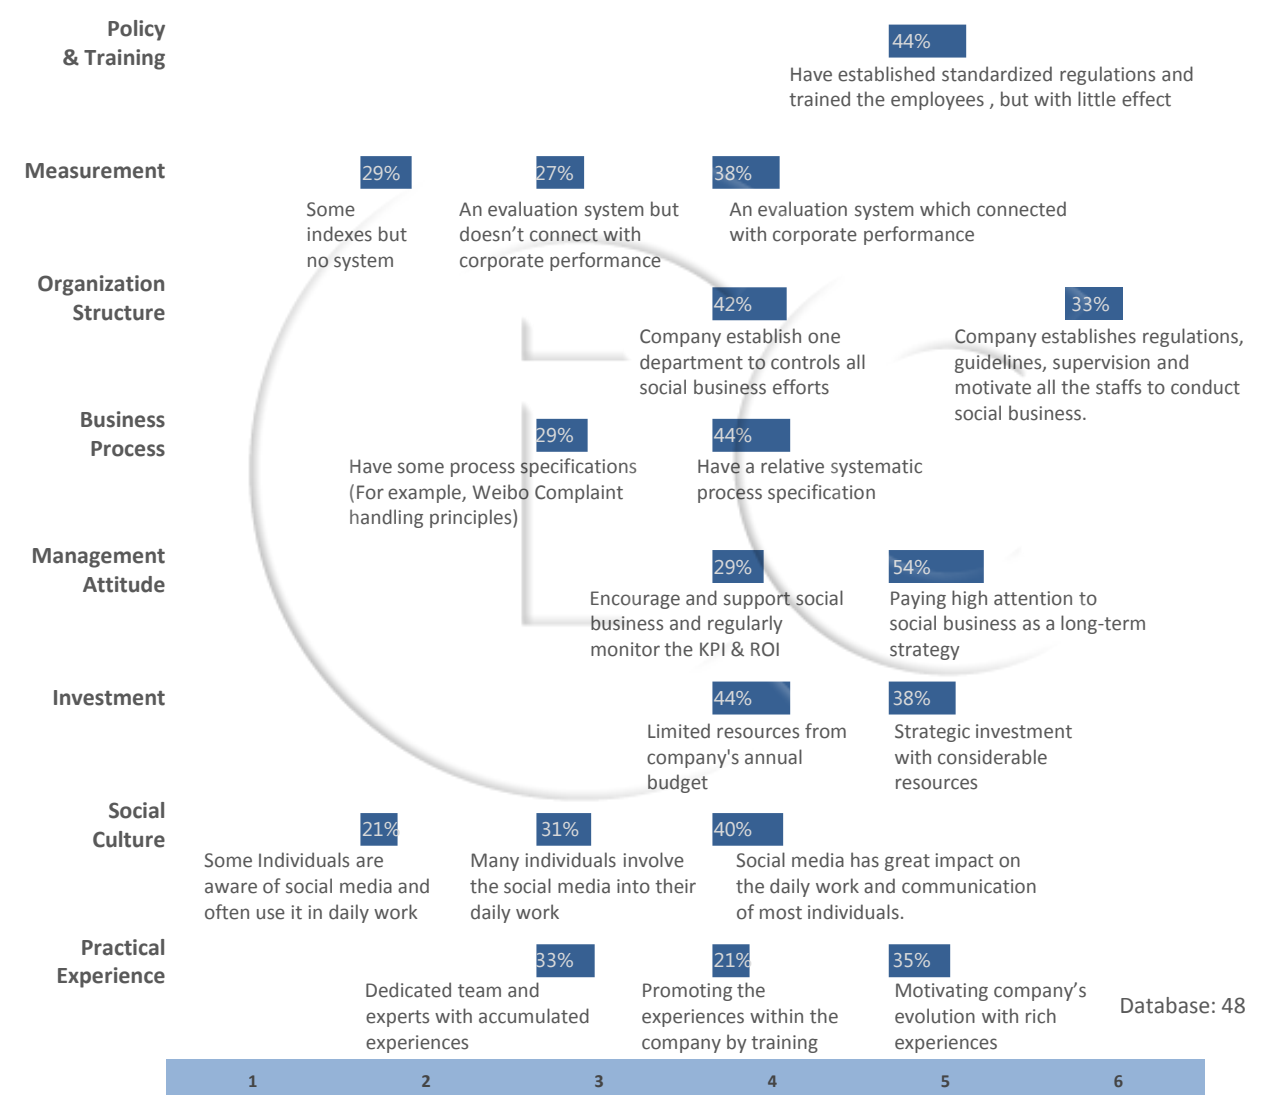 Policy
& Training
44%
Have established standardized regulations and
trained the employees , but with little effect
Measurement
29%
27%
38%
Some
indexes but
no system
An evaluation system but
doesn't connect with
corporate performance
An evaluation system which connected
with corporate performance
Organization
Structure
42%
33%
Company establish one
department to controls all
social business efforts
Company establishes regulations,
guidelines, supervision and
motivate all the staffs to conduct
social business.
Business
Process
29%
44%
Have some process specifications
(For example, Weibo Complaint
handling principles)
Have a relative systematic
process specification
Management
Attitude
29%
54%
Encourage and support social
business and regularly
monitor the KPI & ROI
Paying high attention to
social business as a long-term
strategy
Investment
44%
38%
Limited resources from
company's annual
budget
Strategic investment
with considerable
resources
Social
Culture
21%
31%
40%
Some Individuals are
aware of social media and
often use it in daily work
Many individuals involve
the social media into their
daily work
Social media has great impact on
the daily work and communication
of most individuals.
Practical
Experience
33%
21%
35%
Dedicated team and
experts with accumulated
experiences
Promoting the
experiences within the
company by training
Motivating company's
evolution with rich
experiences
Database: 48
1 2 3 4 5 6